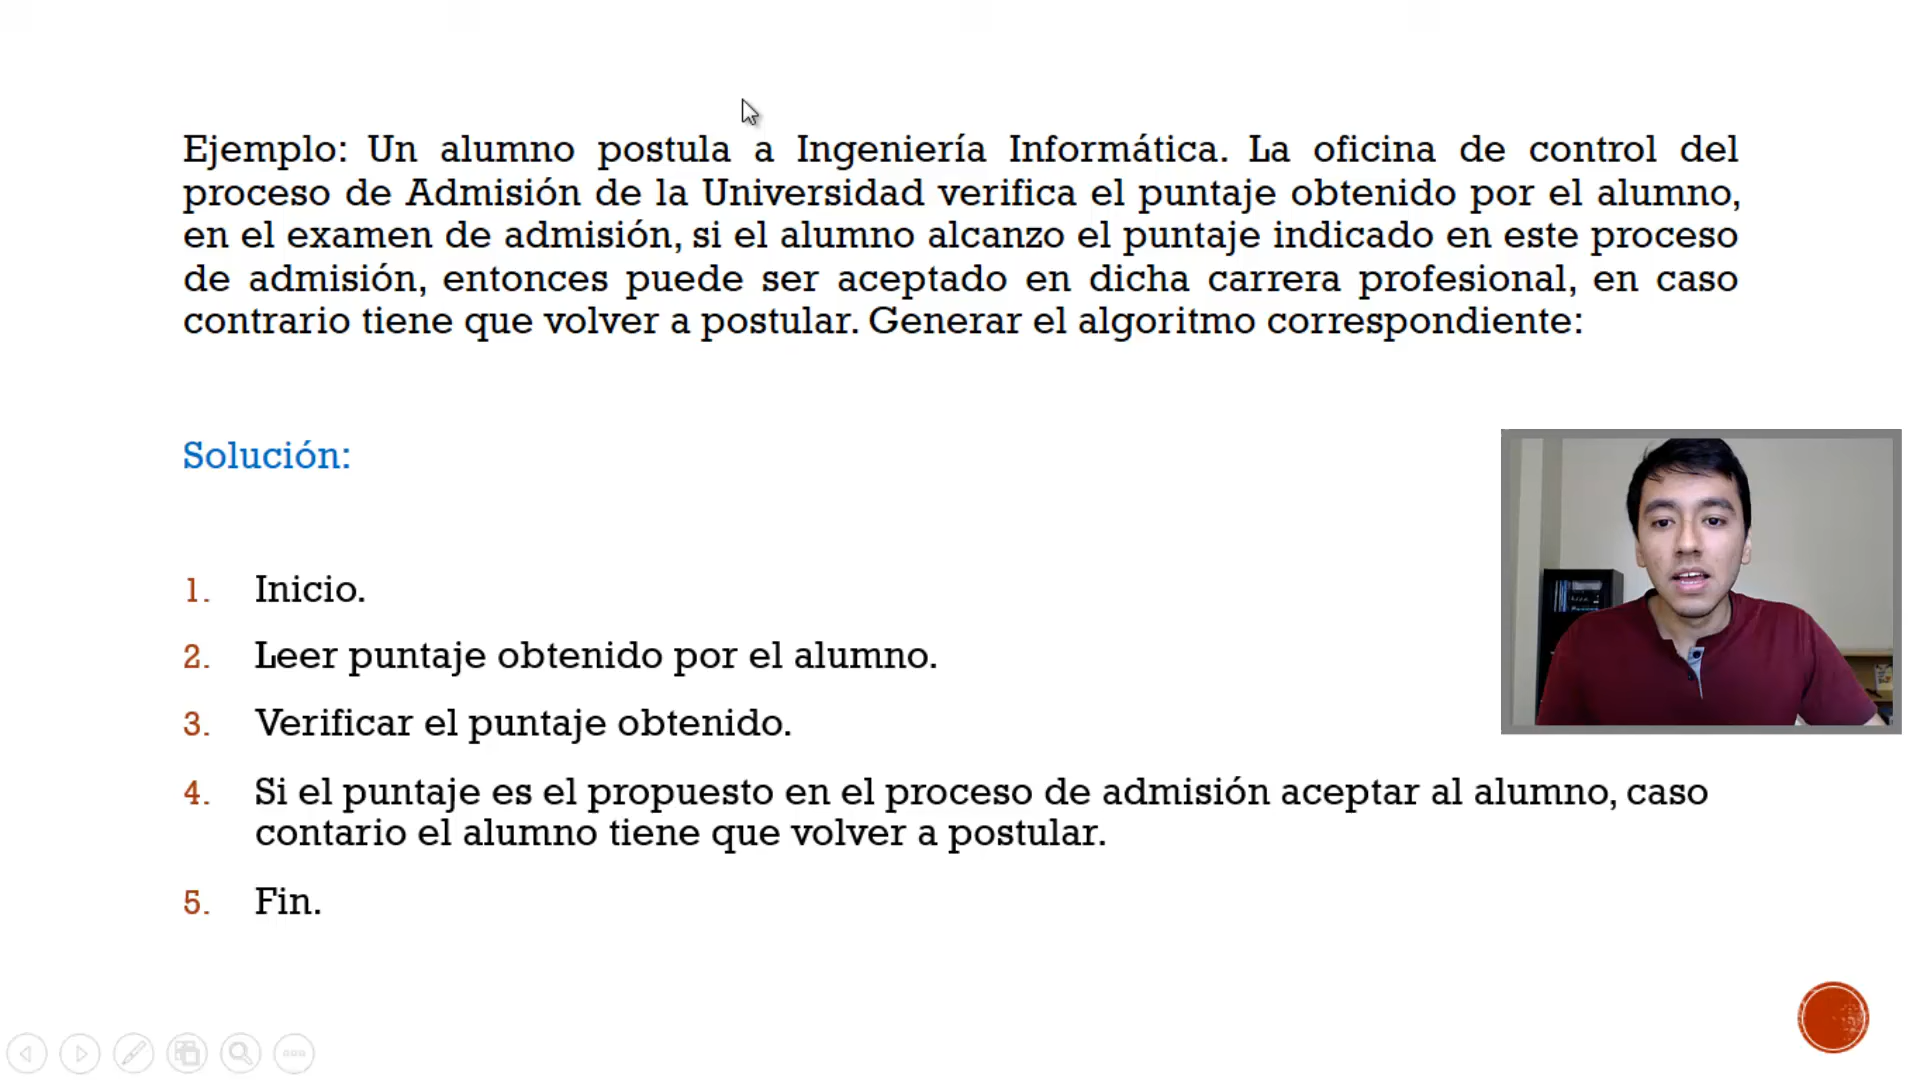 Ejemplo: Un alumno postula a Ingeniería Informática. La oficina de control del
proceso de Admisión de la Universidad verifica el puntaje obtenido por el alumno,
en el examen de admisión, si el alumno alcanzo el puntaje indicado en este proceso
de admisión, entonces puede ser aceptado en dicha carrera profesional, en caso
contrario tiene que volver a postular. Generar el algoritmo correspondiente:
Solución:
1. Inicio.
2. Leer puntaje obtenido por el alumno.
3. Verificar el puntaje obtenido.
4. Si el puntaje es el propuesto en el proceso de admisión aceptar al alumno, caso
contario el alumno tiene que volver a postular.
5. Fin.